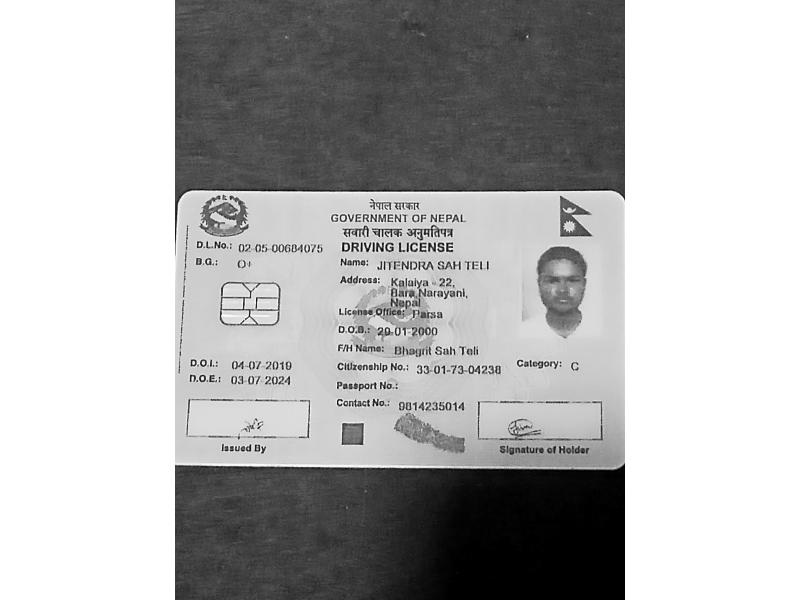 नेपाल सरकार
GOVERNMENT OF NEPAL
सवारी चालक अनुमतिपत्र
DRIVING LICENSE
D.L.No.: 02-05-00684075
B.G.: O+
Name: JITENDRA SAH TELI
Address: Kalaiya - 22,
Bara,Narayani,
Nepal
License Office: Parsa
D.O.B.: 29-01-2000
F/H Name: Bhagrit Sah Teli
D.O.I.: 04-07-2019
Citizenship No.: 33-01-73-04238
Category: C
D.O.E.: 03-07-2024
Passport No.:
Contact No.: 9814235014
Issued By
Signature of Holder